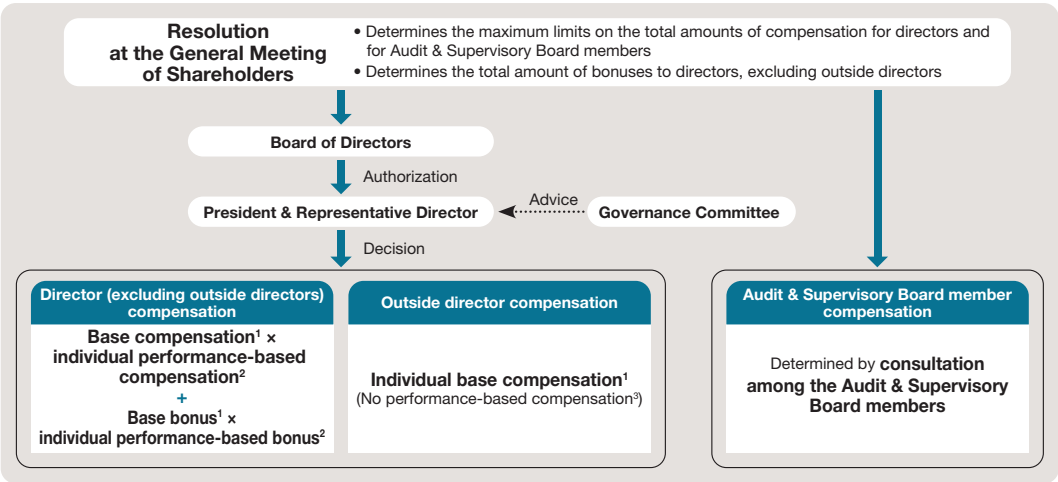 Resolution
at the General Meeting
of Shareholders
• Determines the maximum limits on the total amounts of compensation for directors and
for Audit & Supervisory Board members
• Determines the total amount of bonuses to directors, excluding outside directors
Board of Directors
Authorization
President & Representative Director
Advice
Governance Committee
Decision
Director (excluding outside directors)
compensation
Base compensation¹ ×
individual performance-based
compensation²
+
Base bonus¹ ×
individual performance-based bonus²
Outside director compensation
Individual base compensation¹
(No performance-based compensation³)
Audit & Supervisory Board member
compensation
Determined by consultation
among the Audit & Supervisory
Board members